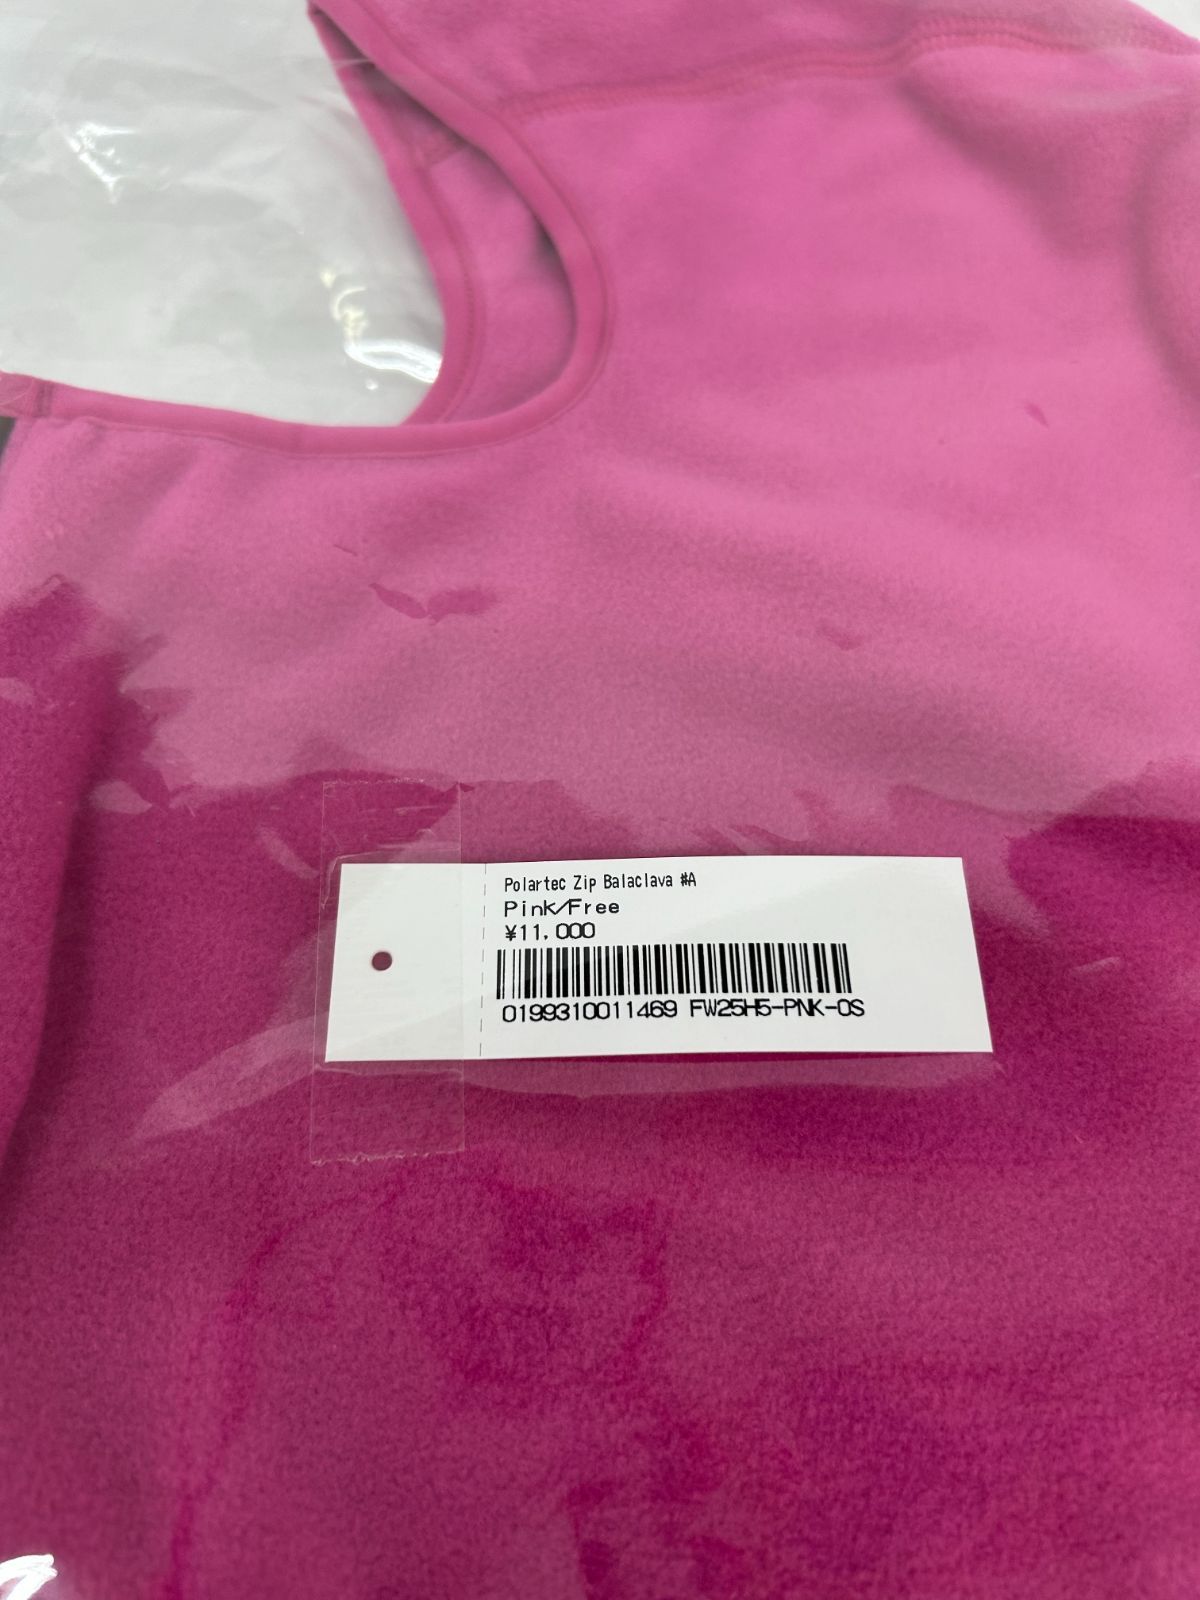 Polartec Zip Balaclava #A
Pink/Free
¥11,000
0199310011469 FW25H5-PNK-OS